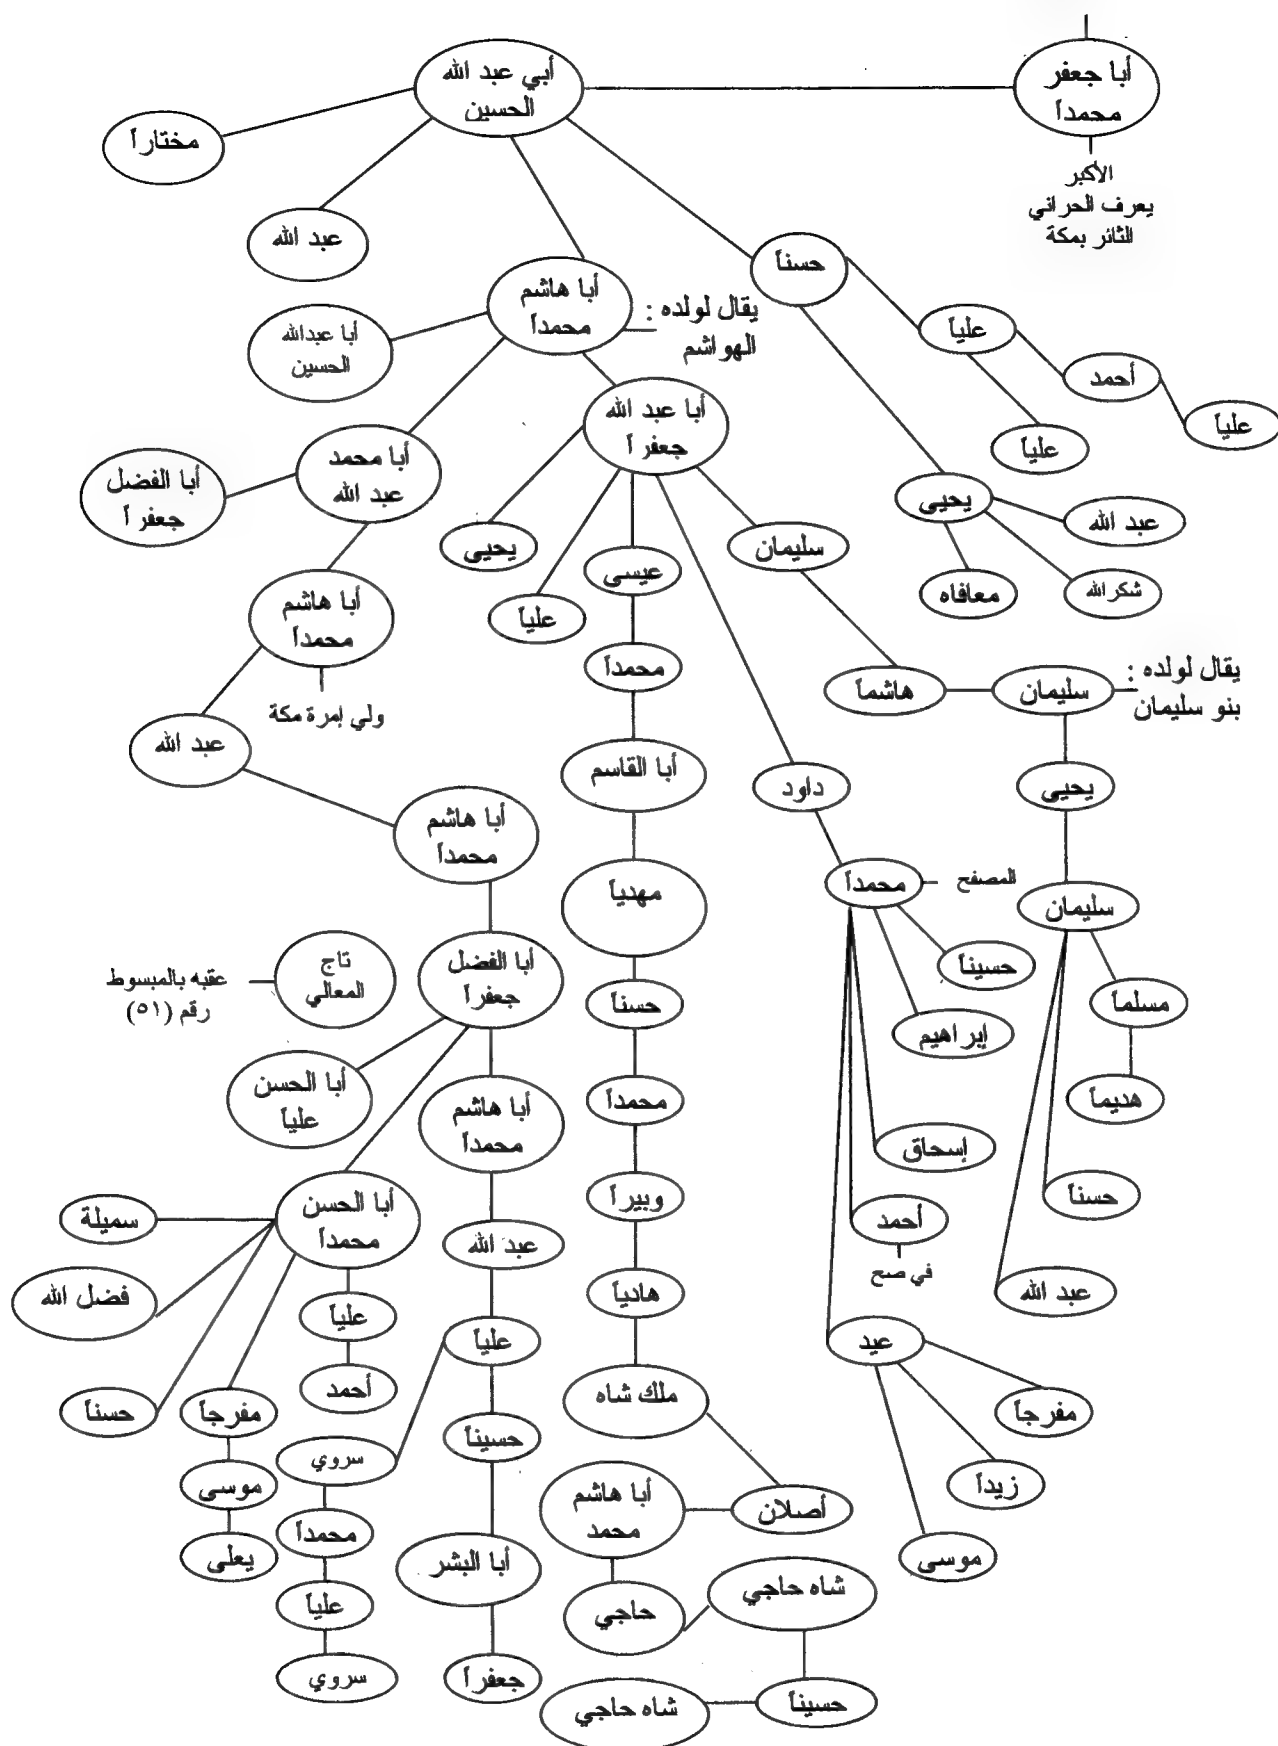 أبا جعفر
محمداً
الأكبر
يعرف الحراني
الثائر بمكة
أبي عبد الله
الحسين
مختاراً
عبد الله
حسناً
أبا هاشم
محمداً
يقال لولده :
الهواشم
أبا عبدالله
الحسين
علياً
أحمد
علياً
علياً
أبا عبد الله
جعفراً
أبا محمد
عبد الله
أبا الفضل
جعفراً
يحيى
عبد الله
شكر الله
معافاه
سليمان
عيسى
يحيى
علياً
أبا هاشم
محمداً
ولي إمرة مكة
محمداً
هاشماً
سليمان
يقال لولده :
بنو سليمان
عبد الله
أبا القاسم
داود
يحيى
أبا هاشم
محمداً
مهدياً
محمداً
المصفح
سليمان
أبا الفضل
جعفراً
تاج
المعالي
عقبه بالمبسوط
رقم (٥١)
حسناً
حسيناً
إبراهيم
مسلماً
هديماً
أبا الحسن
علياً
أبا هاشم
محمداً
محمداً
إسحاق
حسناً
أبا الحسن
محمداً
وبيراً
أحمد
في صح
سميلة
عبد الله
هادياً
عبد الله
فضل الله
علياً
علياً
عيد
أحمد
ملك شاه
مفرجاً
حسناً
مفرجاً
حسيناً
سروي
موسى
زيداً
أصلان
أبا هاشم
محمد
محمداً
يعلى
أبا البشر
موسى
علياً
حاجي
شاه حاجي
سروي
جعفراً
حسيناً
شاه حاجي